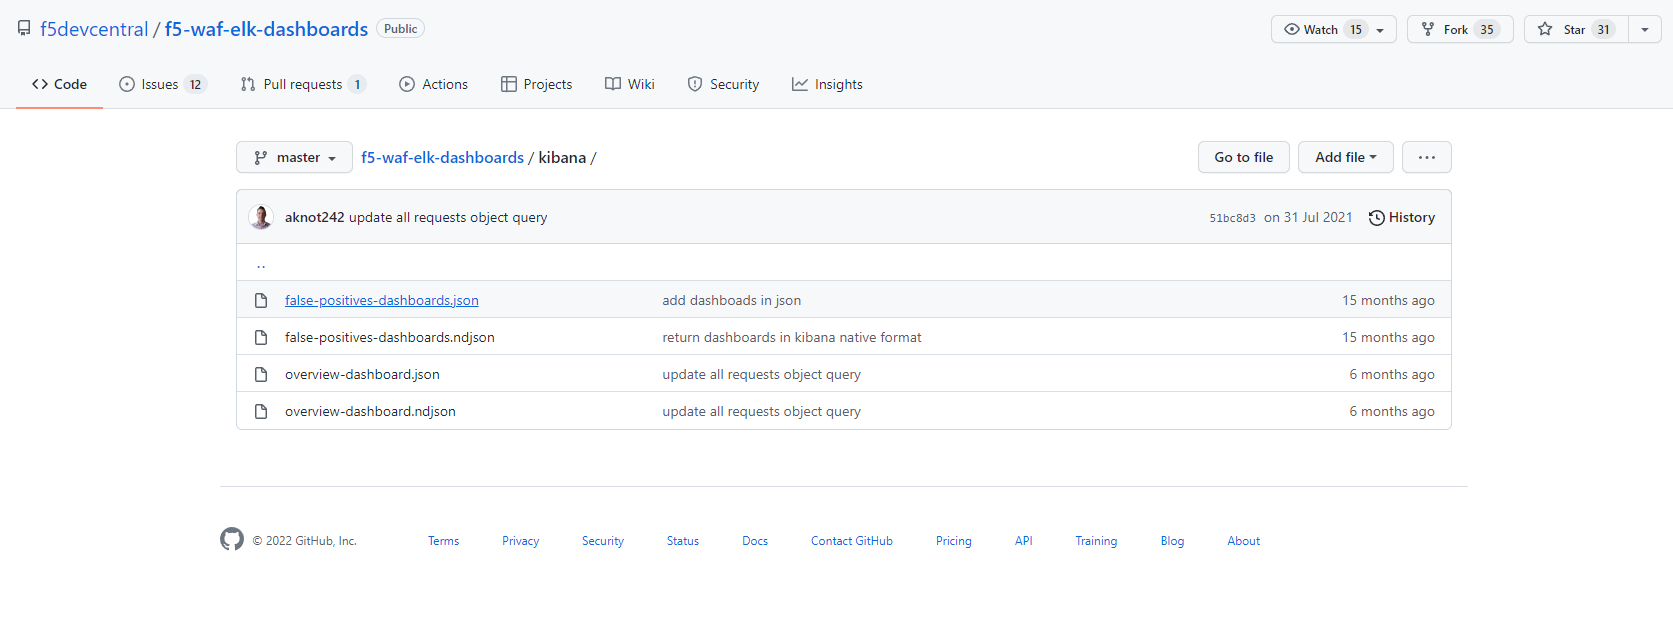 f5devcentral / f5-waf-elk-dashboards Public Watch 15 Fork 35 Star 31
Code Issues 12 Pull requests 1 Actions Projects Wiki Security Insights
master f5-waf-elk-dashboards / kibana / Go to file Add file ...
aknot242 update all requests object query 51bc8d3 on 31 Jul 2021 History
..
false-positives-dashboards.json add dashboads in json 15 months ago
false-positives-dashboards.ndjson return dashboards in kibana native format 15 months ago
overview-dashboard.json update all requests object query 6 months ago
overview-dashboard.ndjson update all requests object query 6 months ago
© 2022 GitHub, Inc. Terms Privacy Security Status Docs Contact GitHub Pricing API Training Blog About